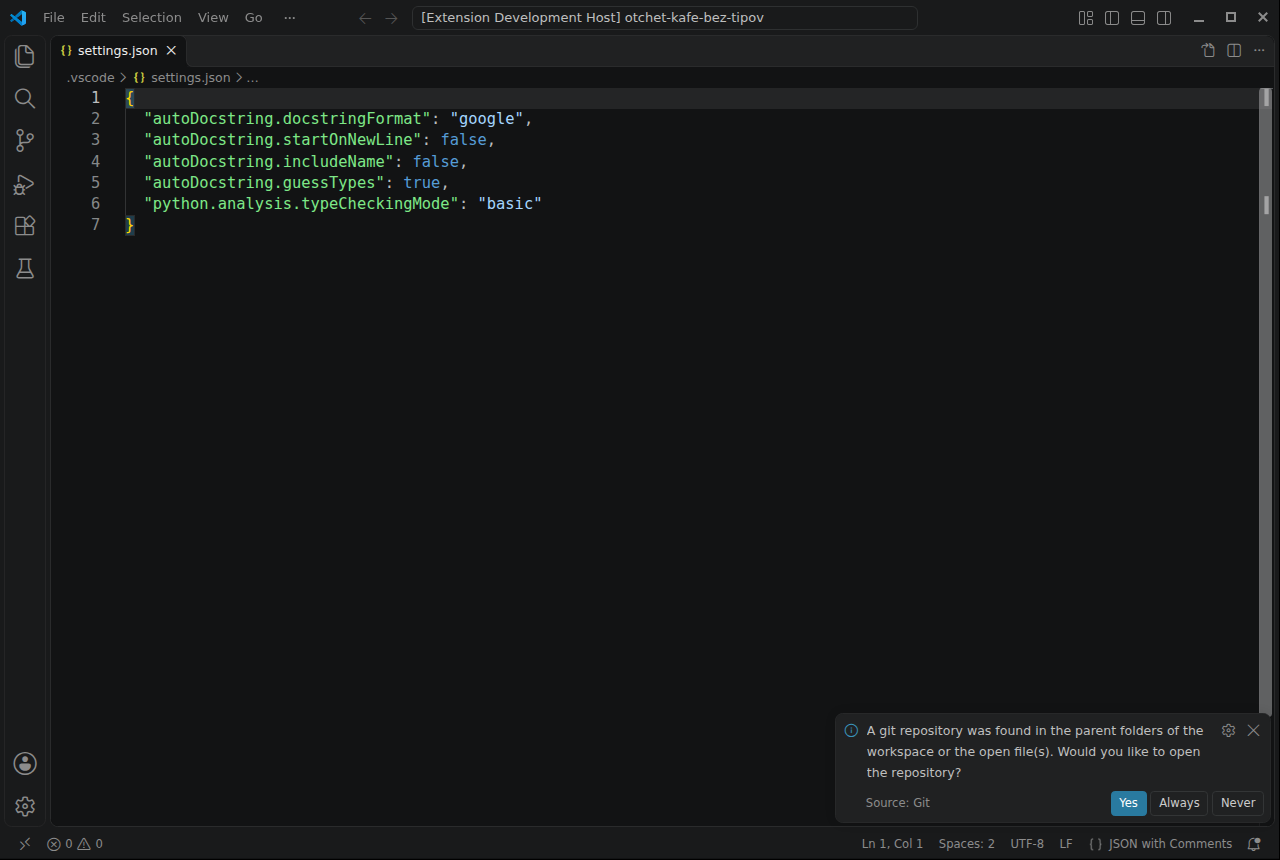 File Edit Selection View Go ··· [Extension Development Host] otchet-kafe-bez-tipov
{} settings.json
.vscode > {} settings.json > ...
1 {
2 "autoDocstring.docstringFormat": "google",
3 "autoDocstring.startOnNewLine": false,
4 "autoDocstring.includeName": false,
5 "autoDocstring.guessTypes": true,
6 "python.analysis.typeCheckingMode": "basic"
7 }
A git repository was found in the parent folders of the
workspace or the open file(s). Would you like to open
the repository?
Source: Git Yes Always Never
0 0 Ln 1, Col 1 Spaces: 2 UTF-8 LF {} JSON with Comments